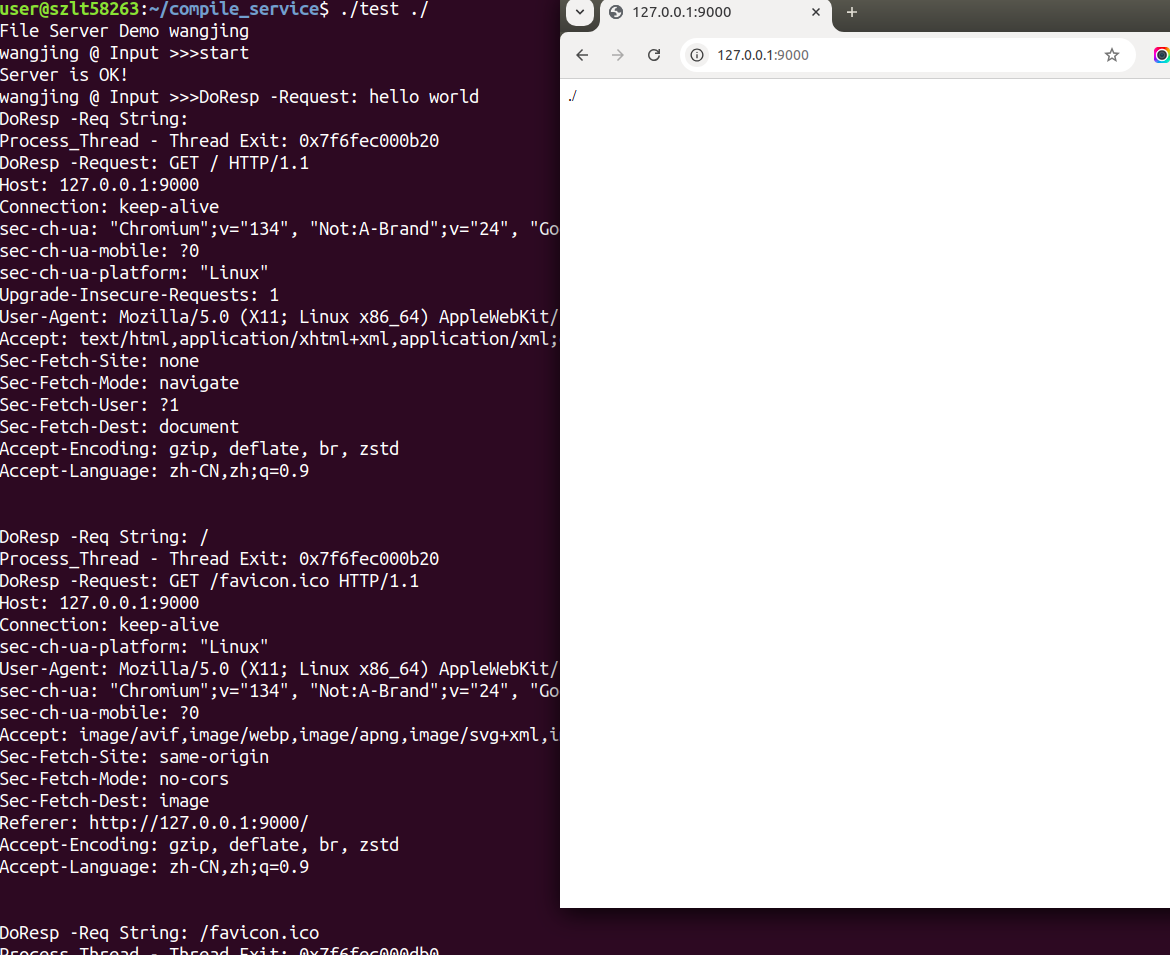 user@szlt58263:~/compile_service$ ./test ./
File Server Demo wangjing
wangjing @ Input >>>start
Server is OK!
wangjing @ Input >>>DoResp -Request: hello world
DoResp -Req String:
Process_Thread - Thread Exit: 0x7f6fec000b20
DoResp -Request: GET / HTTP/1.1
Host: 127.0.0.1:9000
Connection: keep-alive
sec-ch-ua: "Chromium";v="134", "Not:A-Brand";v="24", "Go
sec-ch-ua-mobile: ?0
sec-ch-ua-platform: "Linux"
Upgrade-Insecure-Requests: 1
User-Agent: Mozilla/5.0 (X11; Linux x86_64) AppleWebKit/
Accept: text/html,application/xhtml+xml,application/xml;
Sec-Fetch-Site: none
Sec-Fetch-Mode: navigate
Sec-Fetch-User: ?1
Sec-Fetch-Dest: document
Accept-Encoding: gzip, deflate, br, zstd
Accept-Language: zh-CN,zh;q=0.9
DoResp -Req String: /
Process_Thread - Thread Exit: 0x7f6fec000b20
DoResp -Request: GET /favicon.ico HTTP/1.1
Host: 127.0.0.1:9000
Connection: keep-alive
sec-ch-ua-platform: "Linux"
User-Agent: Mozilla/5.0 (X11; Linux x86_64) AppleWebKit/
sec-ch-ua: "Chromium";v="134", "Not:A-Brand";v="24", "Go
sec-ch-ua-mobile: ?0
Accept: image/avif,image/webp,image/apng,image/svg+xml,i
Sec-Fetch-Site: same-origin
Sec-Fetch-Mode: no-cors
Sec-Fetch-Dest: image
Referer: http://127.0.0.1:9000/
Accept-Encoding: gzip, deflate, br, zstd
Accept-Language: zh-CN,zh;q=0.9
DoResp -Req String: /favicon.ico
Process_Thread - Thread Exit: 0x7f6fec000db0
127.0.0.1:9000
127.0.0.1:9000
./